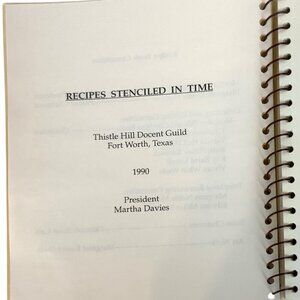 RECIPES STENCILED IN TIME
Thistle Hill Docent Guild
Fort Worth, Texas
1990
President
Martha Davies